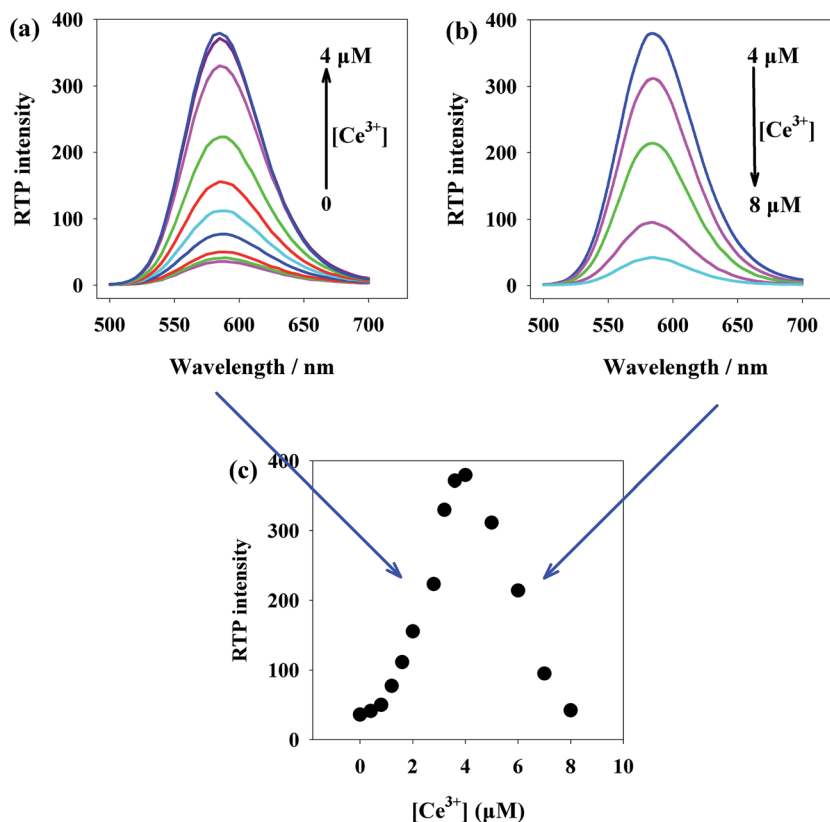 (a)
400
300
200
100
0
RTP intensity
4 µM
[Ce³⁺]
0
500 550 600 650 700
Wavelength / nm
(b)
400
300
200
100
0
RTP intensity
4 µM
[Ce³⁺]
8 µM
500 550 600 650 700
Wavelength / nm
(c)
400
300
200
100
0
RTP intensity
0 2 4 6 8 10
[Ce³⁺] (µM)